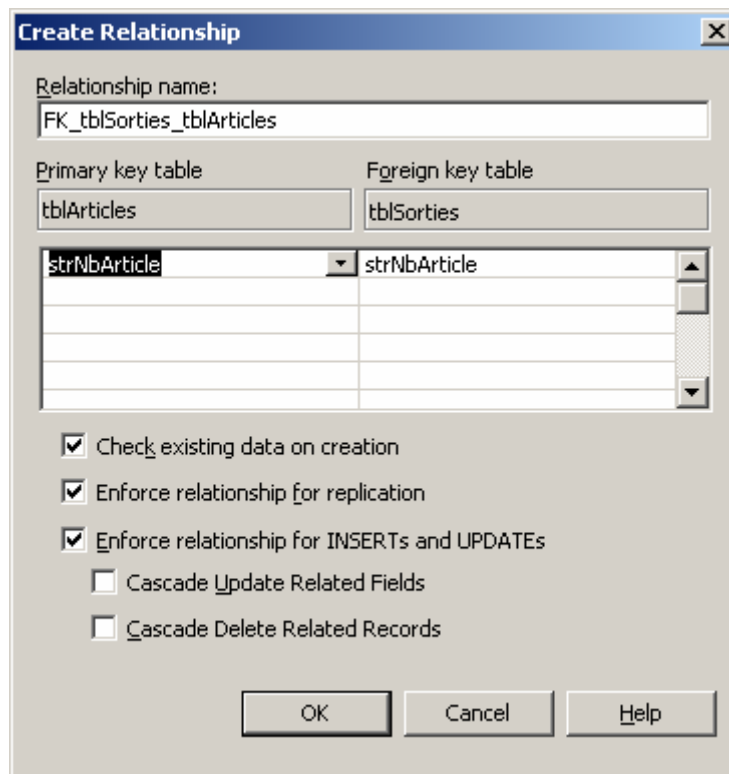 Create Relationship
Relationship name:
FK_tblSorties_tblArticles
Primary key table Foreign key table
tblArticles tblSorties
strNbArticle strNbArticle
Check existing data on creation
Enforce relationship for replication
Enforce relationship for INSERTs and UPDATEs
Cascade Update Related Fields
Cascade Delete Related Records
OK Cancel Help